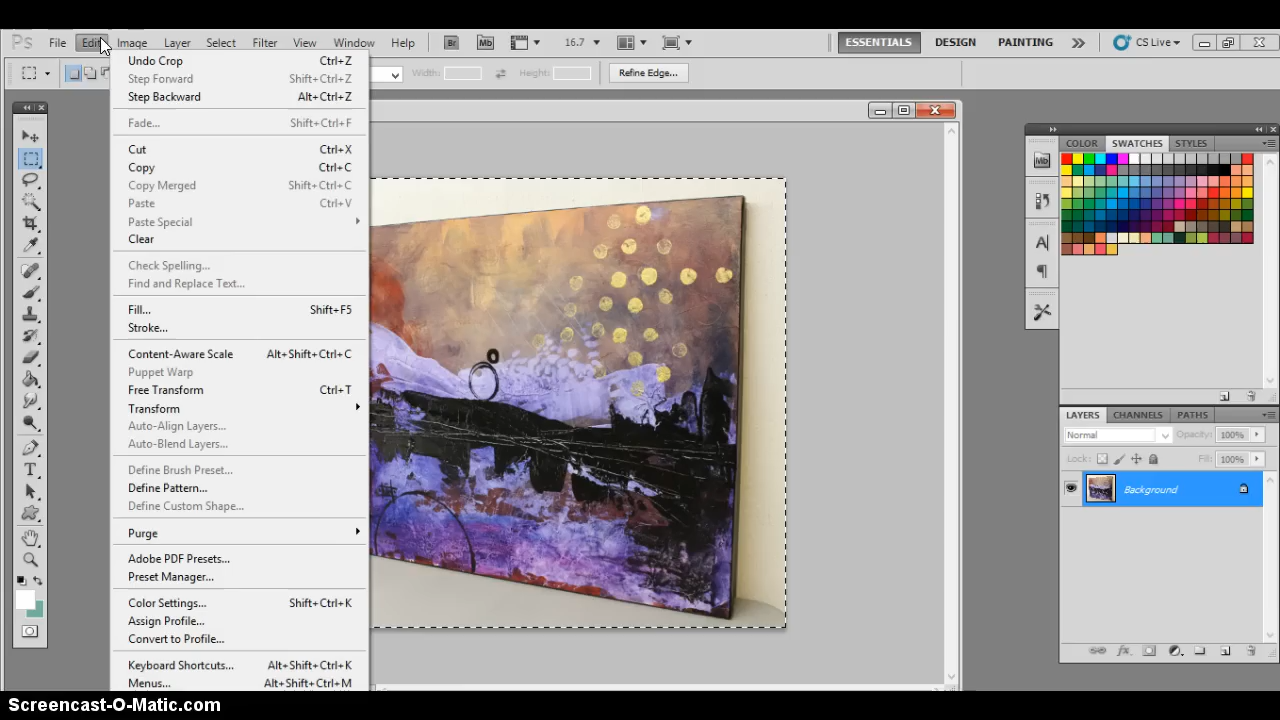 Ps File Edit Image Layer Select Filter View Window Help Br Mb 16.7 ESSENTIALS DESIGN PAINTING CS Live
Width: Height: Refine Edge...
Undo Crop Ctrl+Z
Step Forward Shift+Ctrl+Z
Step Backward Alt+Ctrl+Z
Fade... Shift+Ctrl+F
Cut Ctrl+X
Copy Ctrl+C
Copy Merged Shift+Ctrl+C
Paste Ctrl+V
Paste Special
Clear
Check Spelling...
Find and Replace Text...
Fill... Shift+F5
Stroke...
Content-Aware Scale Alt+Shift+Ctrl+C
Puppet Warp
Free Transform Ctrl+T
Transform
Auto-Align Layers...
Auto-Blend Layers...
Define Brush Preset...
Define Pattern...
Define Custom Shape...
Purge
Adobe PDF Presets...
Preset Manager...
Color Settings... Shift+Ctrl+K
Assign Profile...
Convert to Profile...
Keyboard Shortcuts... Alt+Shift+Ctrl+K
Menus... Alt+Shift+Ctrl+M
COLOR SWATCHES STYLES
Mb
LAYERS CHANNELS PATHS
Normal Opacity: 100%
Lock: Fill: 100%
Background
Screencast-O-Matic.com